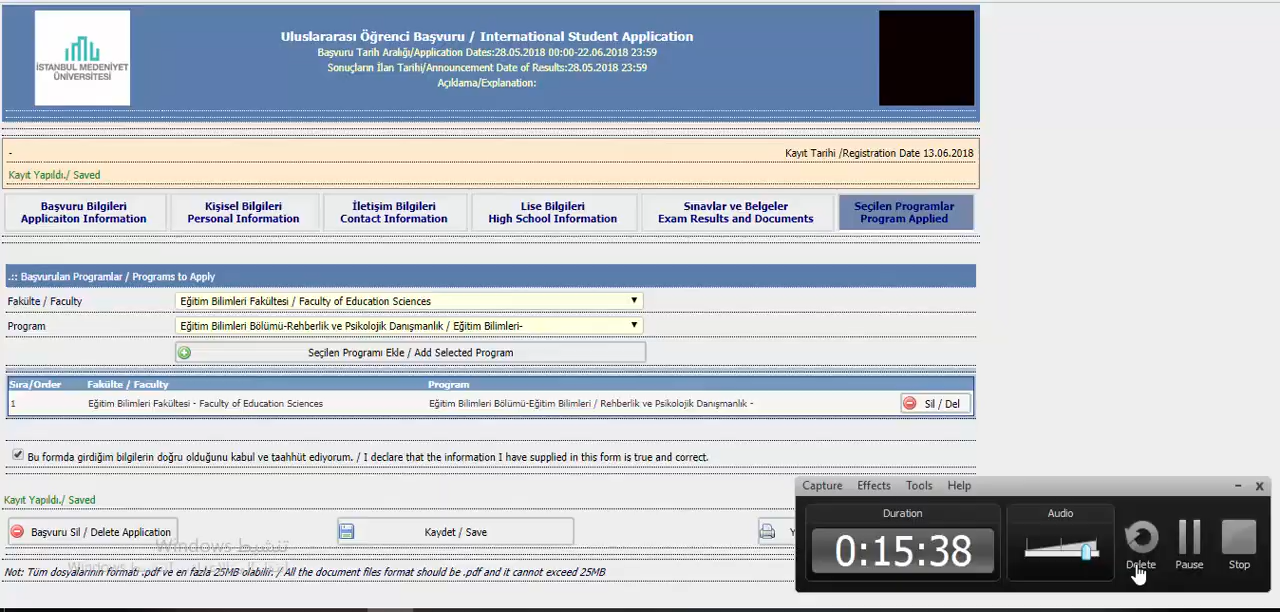 İSTANBUL MEDENİYET
ÜNİVERSİTESİ
Uluslararası Öğrenci Başvuru / International Student Application
Başvuru Tarih Aralığı/Application Dates:28.05.2018 00:00-22.06.2018 23:59
Sonuçların İlan Tarihi/Announcement Date of Results:28.05.2018 23:59
Açıklama/Explanation:
-
Kayıt Tarihi /Registration Date 13.06.2018
Kayıt Yapıldı./ Saved
Başvuru Bilgileri
Applicaiton Information
Kişisel Bilgileri
Personal Information
İletişim Bilgileri
Contact Information
Lise Bilgileri
High School Information
Sınavlar ve Belgeler
Exam Results and Documents
Seçilen Programlar
Program Applied
.:: Başvurulan Programlar / Programs to Apply
Fakülte / Faculty
Eğitim Bilimleri Fakültesi / Faculty of Education Sciences
Program
Eğitim Bilimleri Bölümü-Rehberlik ve Psikolojik Danışmanlık / Eğitim Bilimleri-
Seçilen Programı Ekle / Add Selected Program
Sıra/Order Fakülte / Faculty Program
1 Eğitim Bilimleri Fakültesi - Faculty of Education Sciences Eğitim Bilimleri Bölümü-Eğitim Bilimleri / Rehberlik ve Psikolojik Danışmanlık - Sil / Del
Bu formda girdiğim bilgilerin doğru olduğunu kabul ve taahhüt ediyorum. / I declare that the information I have supplied in this form is true and correct.
Kayıt Yapıldı./ Saved
Başvuru Sil / Delete Application
Kaydet / Save
Y
تنشيط Windows
Windows
Not: Tüm dosyalarının formatı .pdf ve en fazla 25MB olabilir. / All the document files format should be .pdf and it cannot exceed 25MB
Capture Effects Tools Help
Duration
0:15:38
Audio
Delete
Pause
Stop